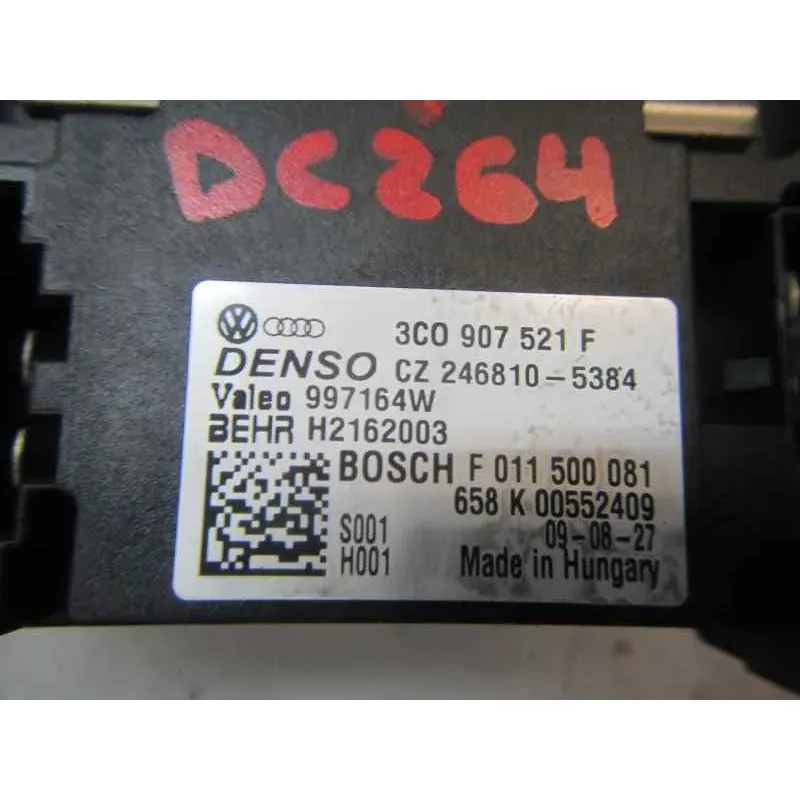 DC264
3C0 907 521 F
DENSO CZ 246810-5384
Valeo 997164W
BEHR H2162003
BOSCH F 011 500 081
658 K 00552409
S001 09-08-27
H001 Made in Hungary